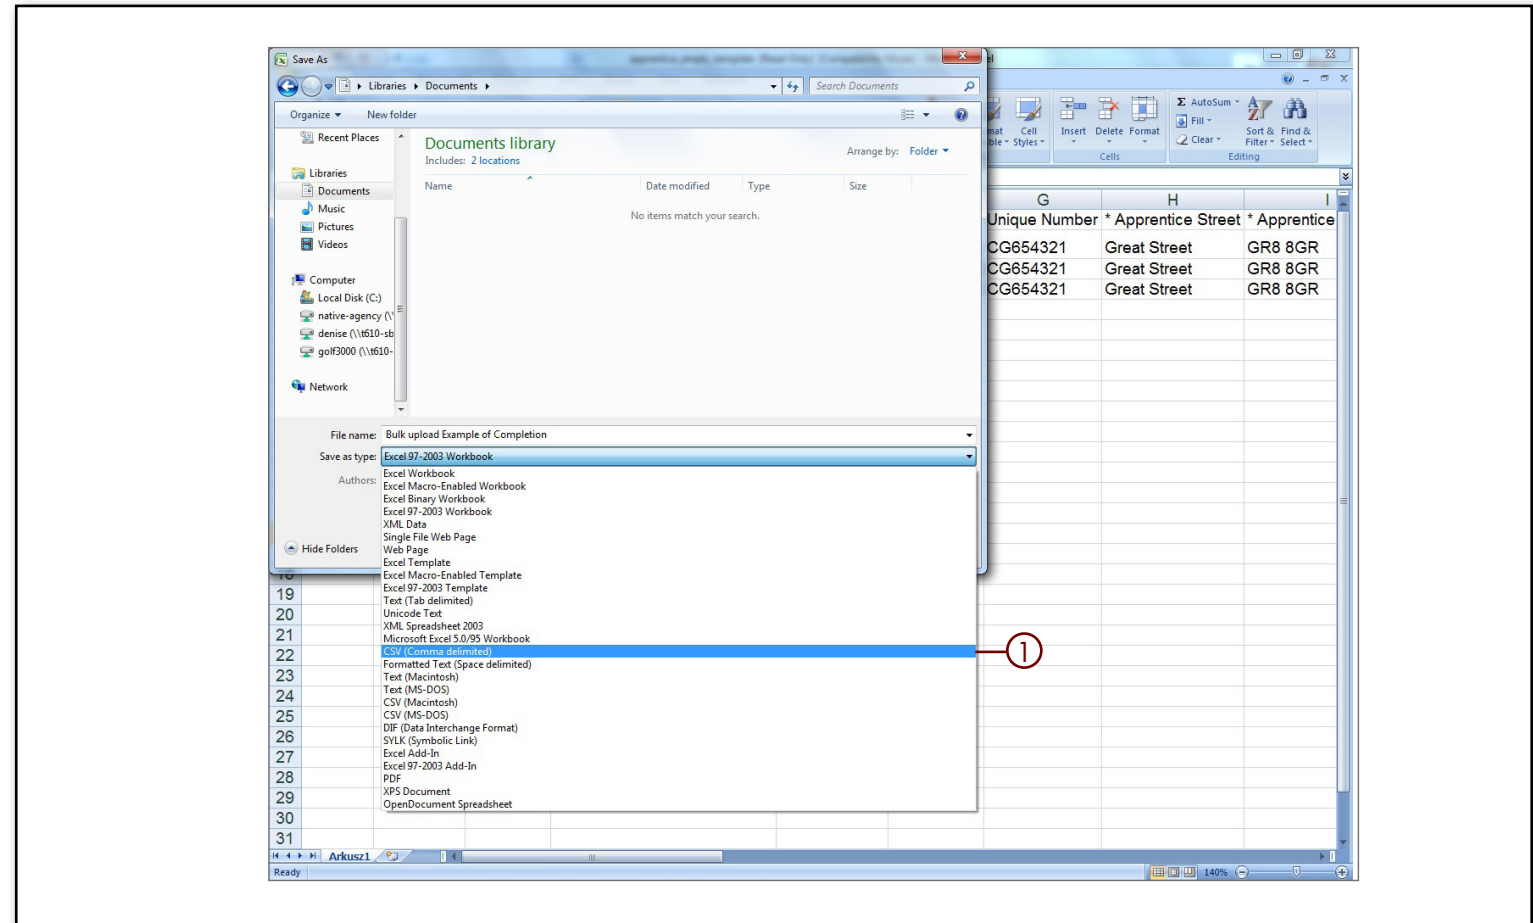 Save As
el
Libraries Documents
Search Documents
Organize New folder
Recent Places
Libraries
Documents
Music
Pictures
Videos
Computer
Local Disk (C:)
native-agency (\\
denise (\\t610-sb
golf3000 (\\t610-
Network
Documents library
Includes: 2 locations
Arrange by: Folder
Name Date modified Type Size
No items match your search.
File name: Bulk upload Example of Completion
Save as type: Excel 97-2003 Workbook
Authors:
Hide Folders
Excel Workbook
Excel Macro-Enabled Workbook
Excel Binary Workbook
Excel 97-2003 Workbook
XML Data
Single File Web Page
Web Page
Excel Template
Excel Macro-Enabled Template
Excel 97-2003 Template
Text (Tab delimited)
Unicode Text
XML Spreadsheet 2003
Microsoft Excel 5.0/95 Workbook
CSV (Comma delimited)
Formatted Text (Space delimited)
Text (Macintosh)
Text (MS-DOS)
CSV (Macintosh)
CSV (MS-DOS)
DIF (Data Interchange Format)
SYLK (Symbolic Link)
Excel Add-In
Excel 97-2003 Add-In
PDF
XPS Document
OpenDocument Spreadsheet
1
mat Cell Insert Delete Format
ble Styles
Cells
Σ AutoSum
Fill
Clear
Sort & Find &
Filter Select
Editing
G H I
Unique Number * Apprentice Street * Apprentice
CG654321 Great Street GR8 8GR
CG654321 Great Street GR8 8GR
CG654321 Great Street GR8 8GR
19
20
21
22
23
24
25
26
27
28
29
30
31
Arkusz1
Ready
140%